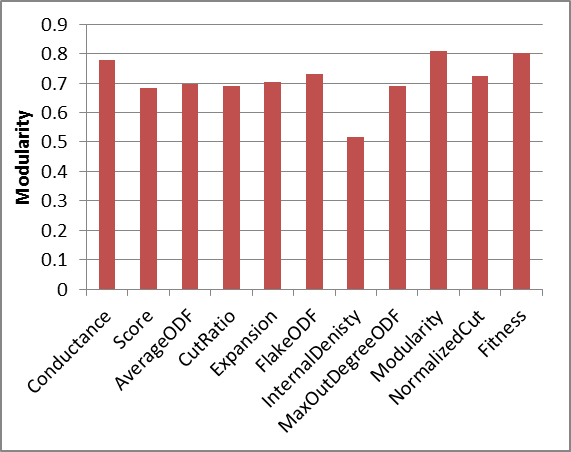 0.9
0.8
0.7
0.6
0.5
0.4
0.3
0.2
0.1
0
Modularity
Conductance
Score
AverageODF
CutRatio
Expansion
FlakeODF
InternalDenisty
MaxOutDegreeODF
Modularity
NormalizedCut
Fitness